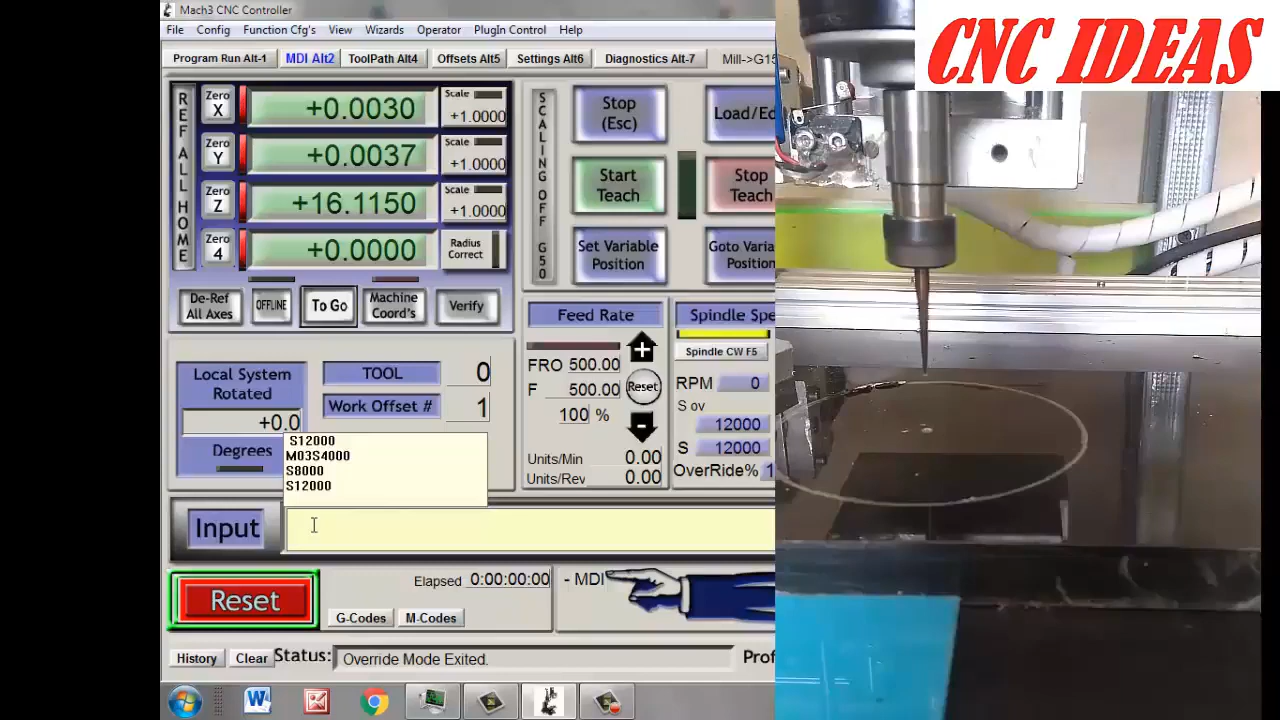 Mach3 CNC Controller
File Config Function Cfg's View Wizards Operator PlugIn Control Help
Program Run Alt-1 MDI Alt2 ToolPath Alt4 Offsets Alt5 Settings Alt6 Diagnostics Alt-7 Mill->G15
CNC IDEAS
REF ALL HOME
Zero X +0.0030 Scale +1.0000
Zero Y +0.0037 Scale +1.0000
Zero Z +16.1150 Scale +1.0000
Zero 4 +0.0000 Radius Correct
De-Ref All Axes OFFLINE To Go Machine Coord's Verify
SCALING OFF G50
Stop (Esc) Load/Ed
Start Teach Stop Teach
Set Variable Position Goto Varia Position
Local System Rotated
+0.0
Degrees
TOOL 0
Work Offset # 1
Feed Rate
FRO 500.00
F 500.00 Reset
100 %
Units/Min 0.00
Units/Rev 0.00
Spindle Spe
Spindle CW F5
RPM 0
S ov
12000
S 12000
OverRide% 1
S12000
M03S4000
S8000
S12000
Input
Reset
Elapsed 0:00:00:00
G-Codes M-Codes
- MDI
History Clear Status: Override Mode Exited. Prof